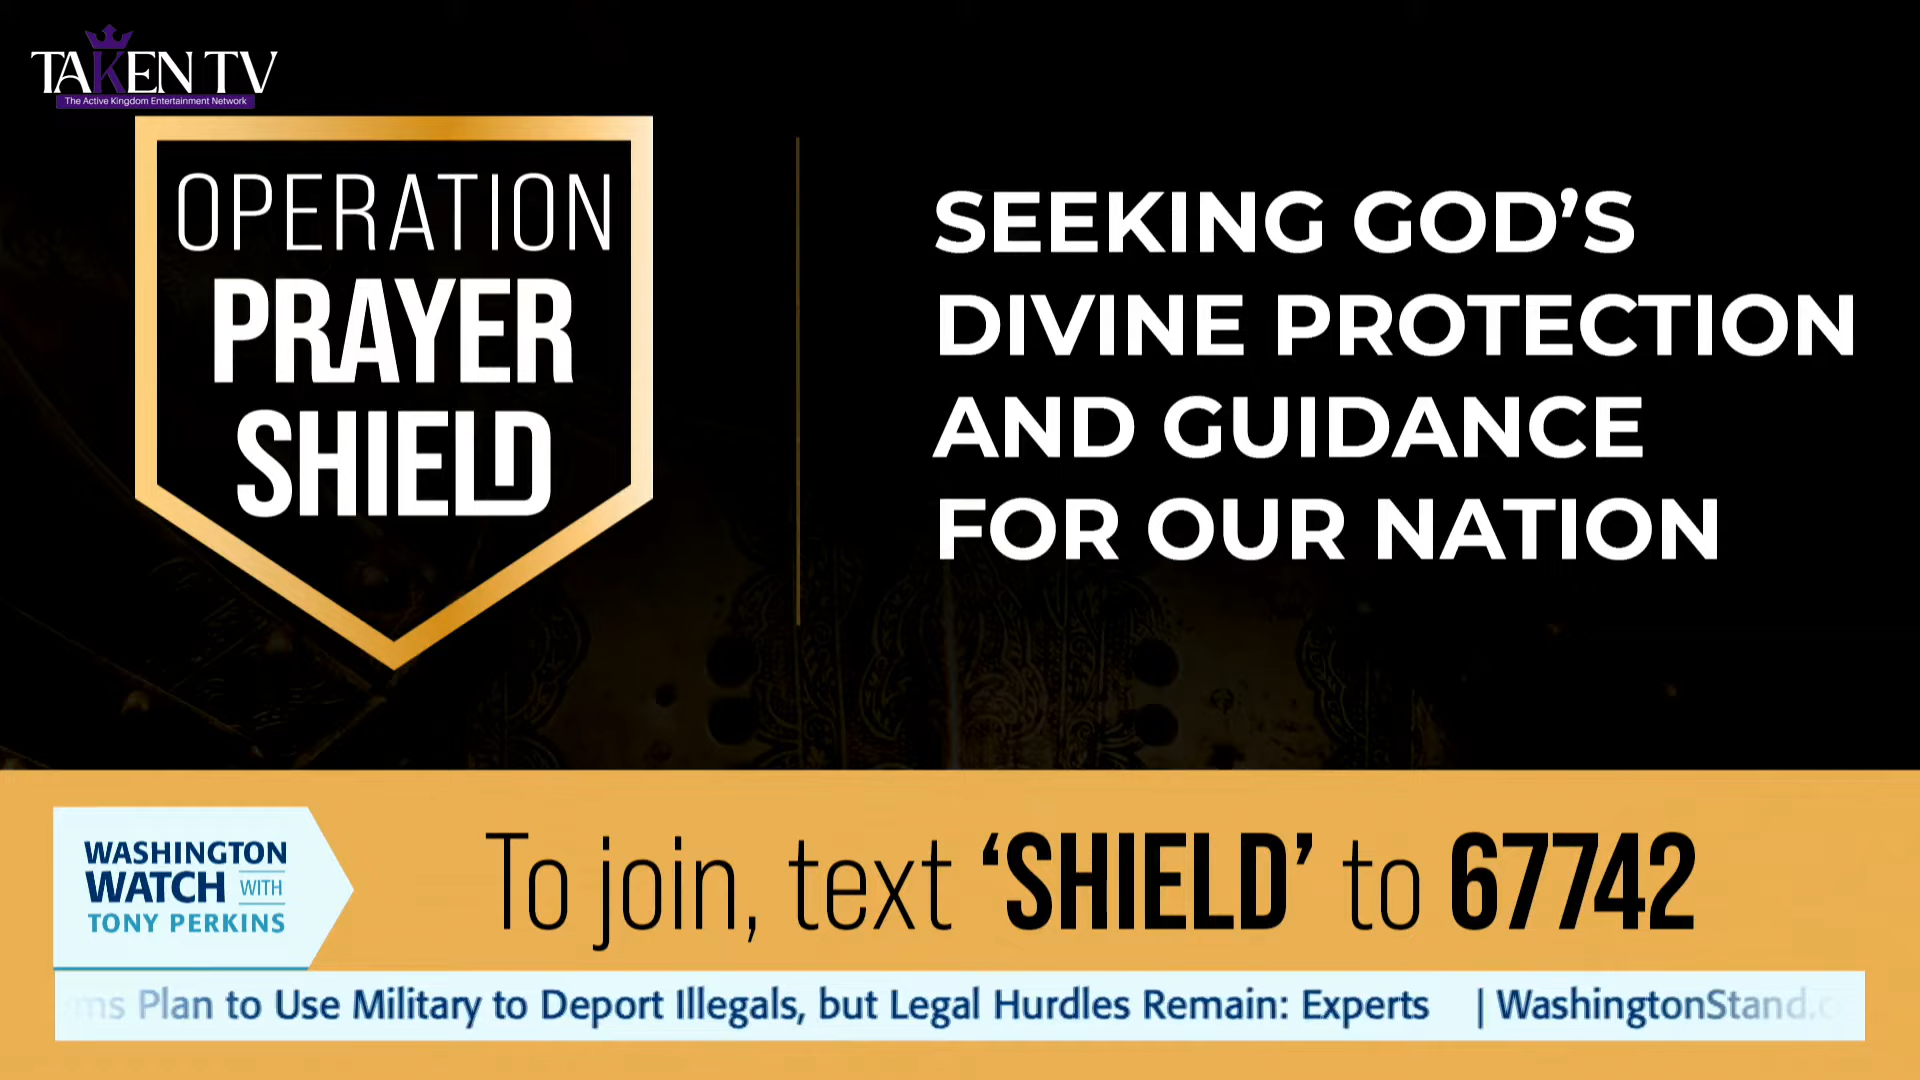 TAKEN TV
The Active Kingdom Entertainment Network
OPERATION
PRAYER
SHIELD
SEEKING GOD'S
DIVINE PROTECTION
AND GUIDANCE
FOR OUR NATION
WASHINGTON
WATCH WITH
TONY PERKINS
To join, text ‘SHIELD’ to 67742
Plan to Use Military to Deport Illegals, but Legal Hurdles Remain: Experts | WashingtonStand.c